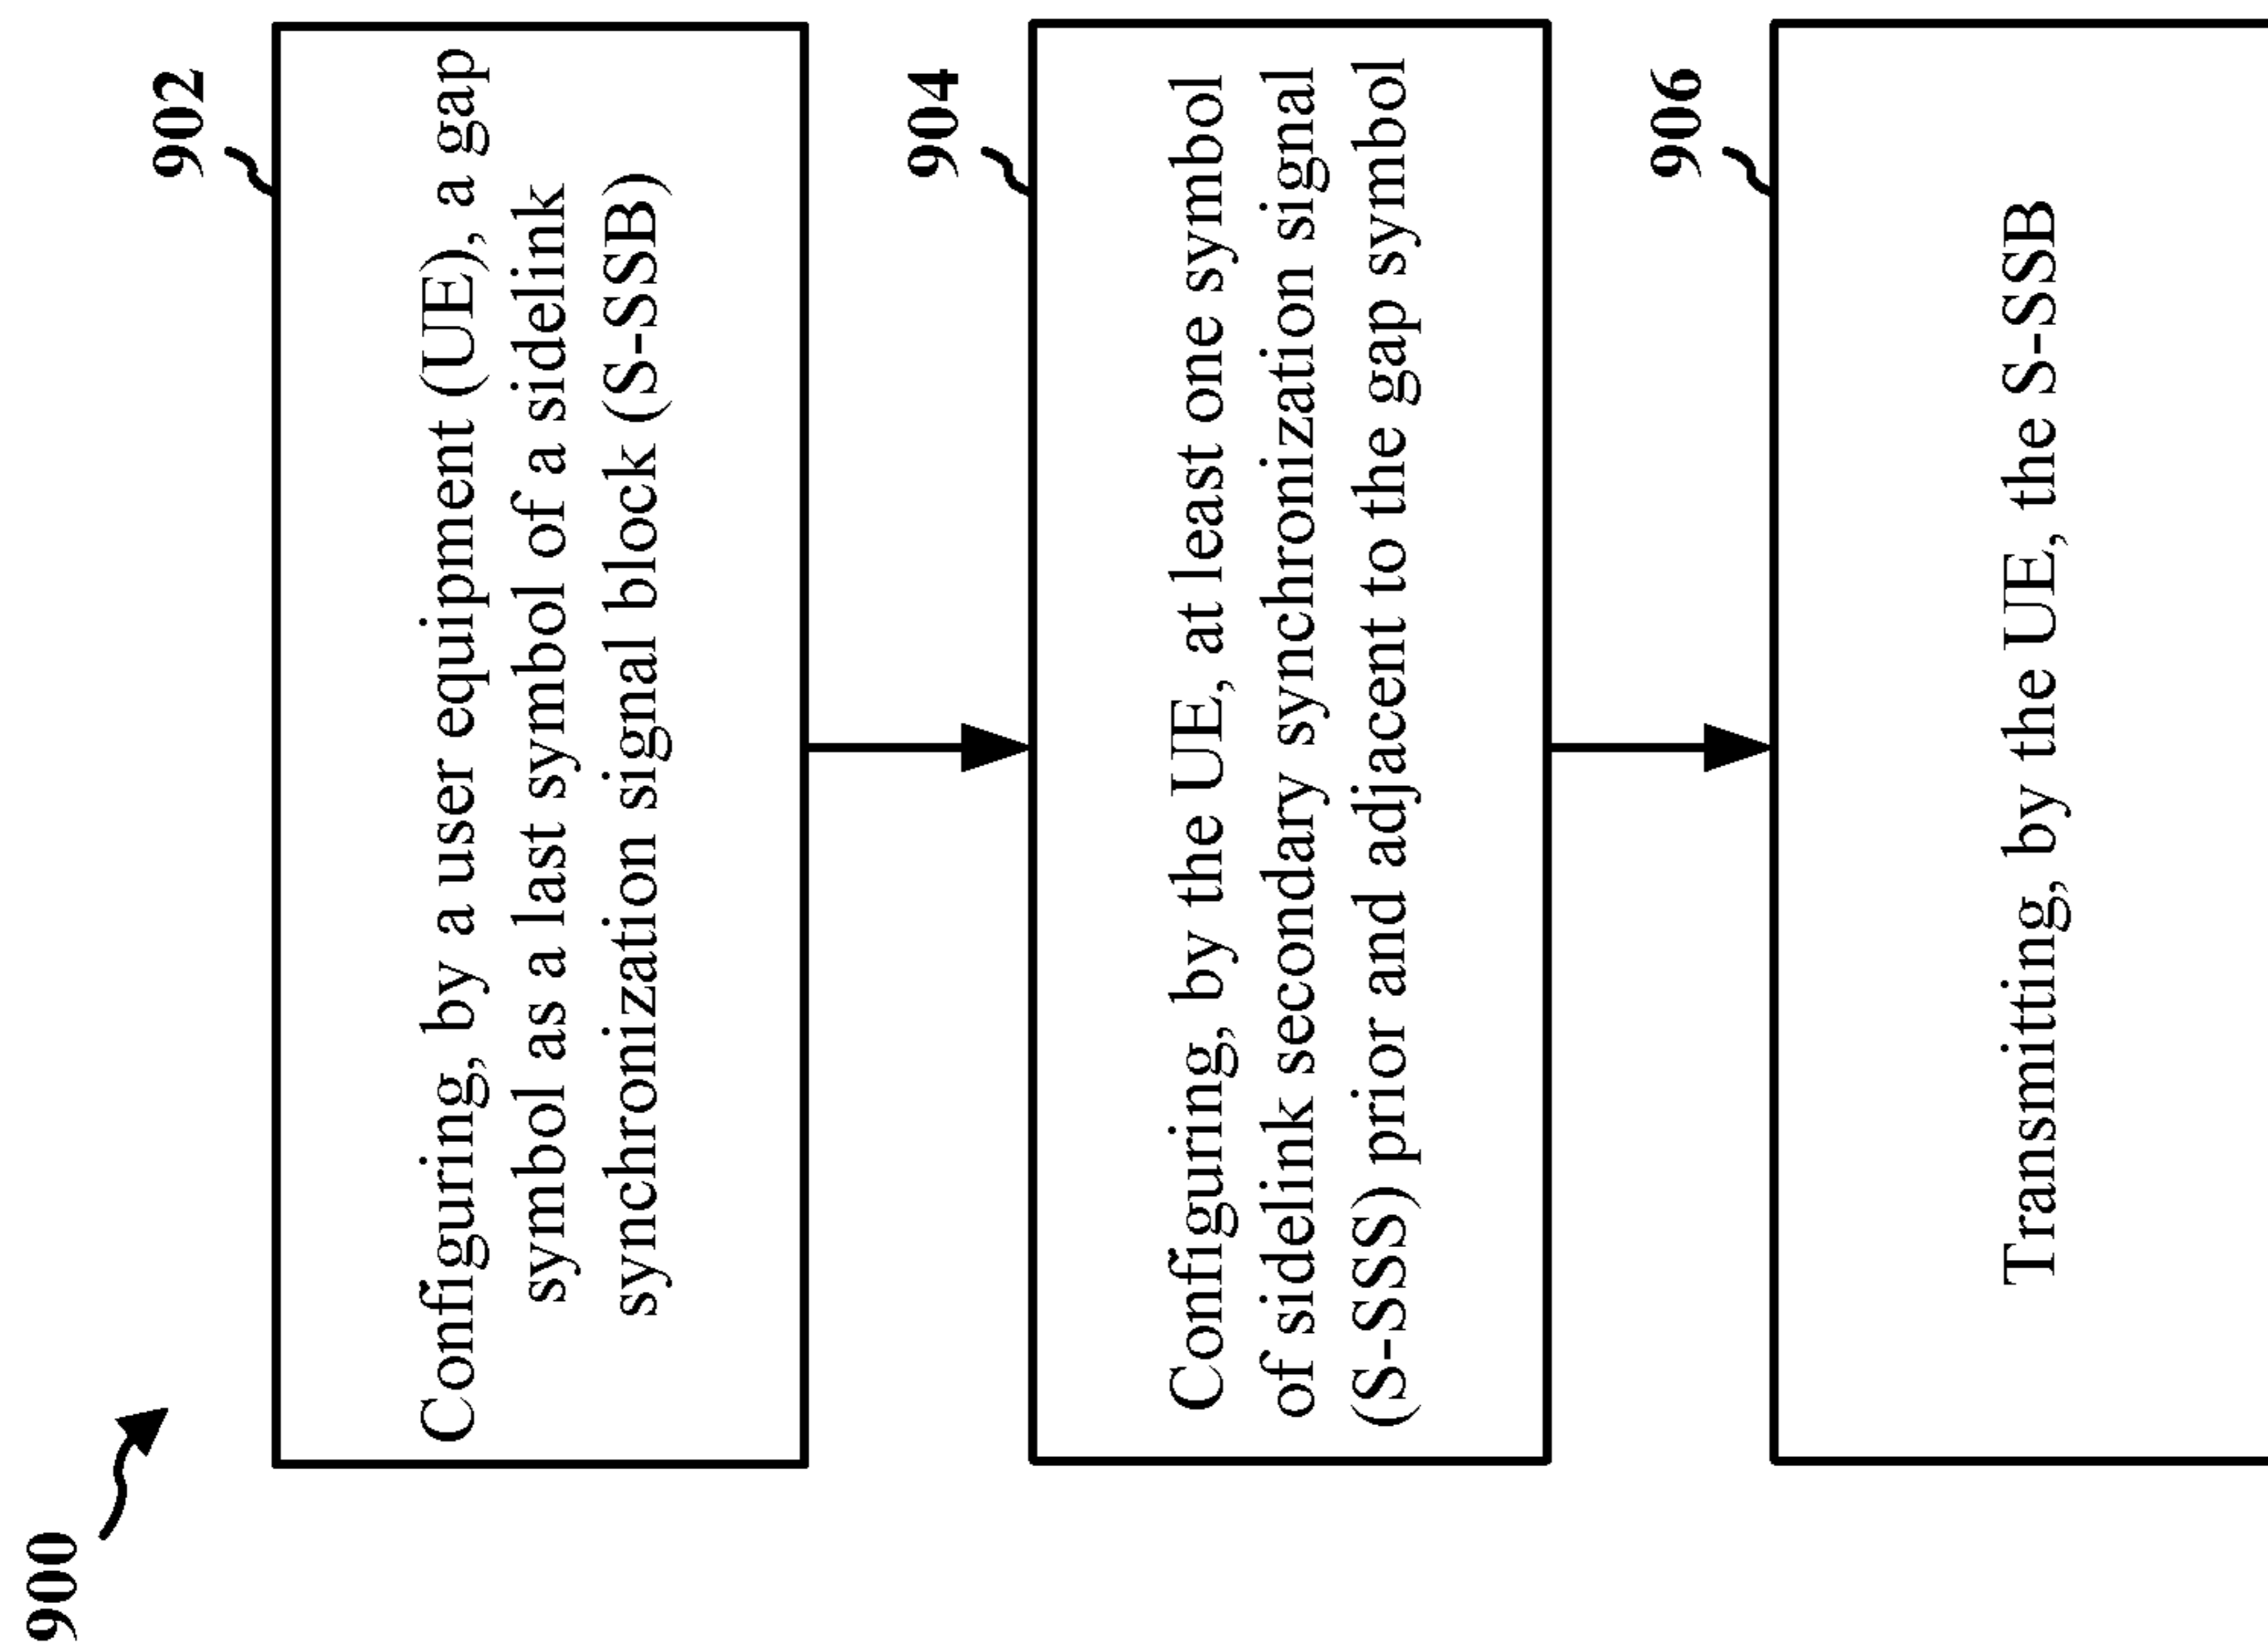 900
902
Configuring, by a user equipment (UE), a gap
symbol as a last symbol of a sidelink
synchronization signal block (S-SSB)
904
Configuring, by the UE, at least one symbol
of sidelink secondary synchronization signal
(S-SSS) prior and adjacent to the gap symbol
906
Transmitting, by the UE, the S-SSB